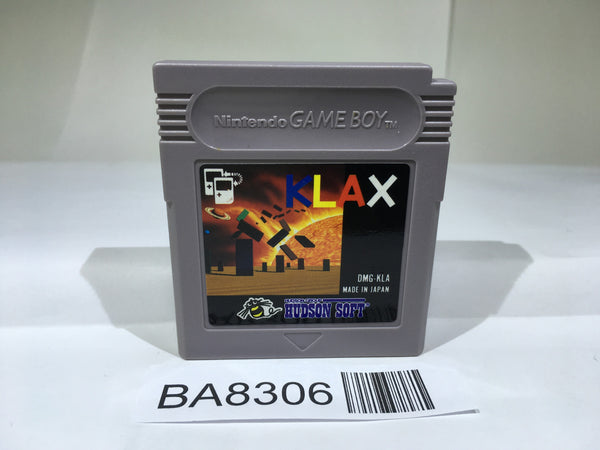 Nintendo GAME BOY TM
KLAX
DMG-KLA
MADE IN JAPAN
HUDSON SOFT
BA8306